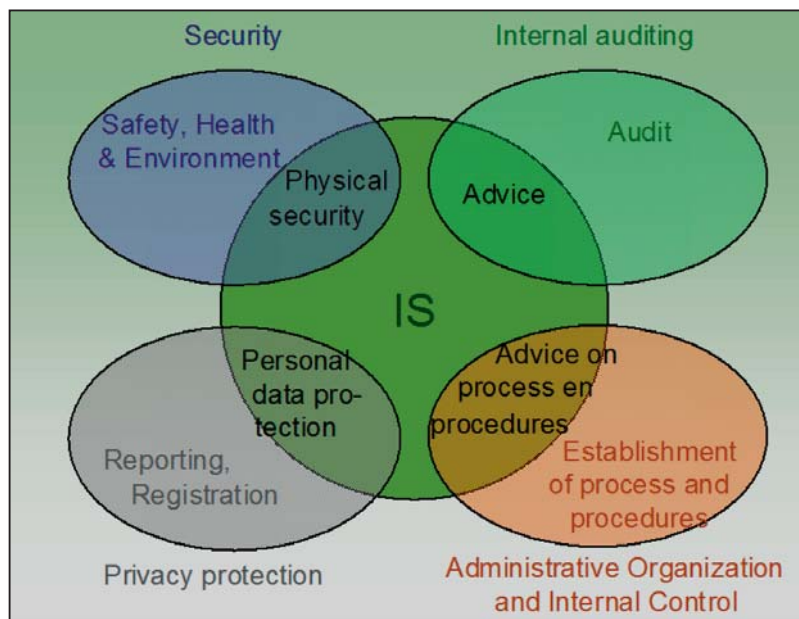 Security
Internal auditing
Safety, Health
& Environment
Physical
security
Audit
Advice
IS
Personal
data pro-
tection
Advice on
process en
procedures
Reporting,
Registration
Establishment
of process and
procedures
Privacy protection
Administrative Organization
and Internal Control